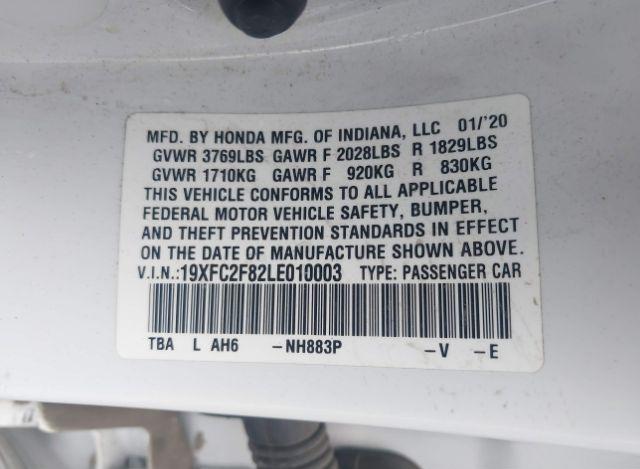 MFD. BY HONDA MFG. OF INDIANA, LLC 01/'20
GVWR 3769LBS GAWR F 2028LBS R 1829LBS
GVWR 1710KG GAWR F 920KG R 830KG
THIS VEHICLE CONFORMS TO ALL APPLICABLE
FEDERAL MOTOR VEHICLE SAFETY, BUMPER,
AND THEFT PREVENTION STANDARDS IN EFFECT
ON THE DATE OF MANUFACTURE SHOWN ABOVE.
V.I.N.:19XFC2F82LE010003 TYPE: PASSENGER CAR
TBA L AH6 -NH883P -V -E